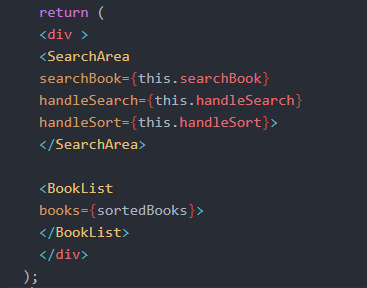 return (
<div >
<SearchArea
searchBook={this.searchBook}
handleSearch={this.handleSearch}
handleSort={this.handleSort}>
</SearchArea>
<BookList
books={sortedBooks}>
</BookList>
</div>
);